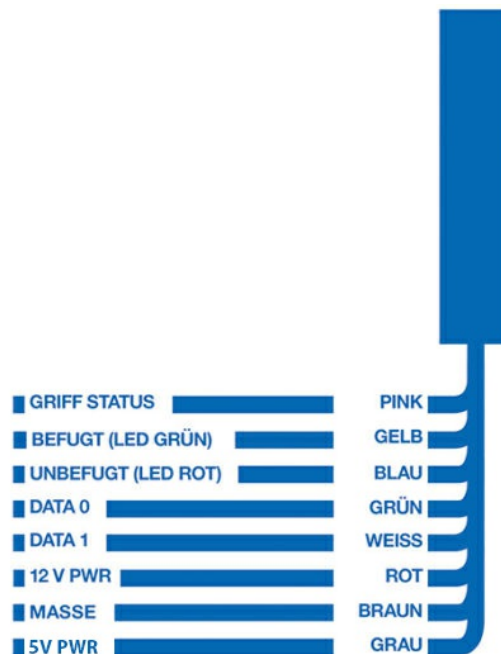 GRIFF STATUS PINK
BEFUGT (LED GRÜN) GELB
UNBEFUGT (LED ROT) BLAU
DATA 0 GRÜN
DATA 1 WEISS
12 V PWR ROT
MASSE BRAUN
5V PWR GRAU